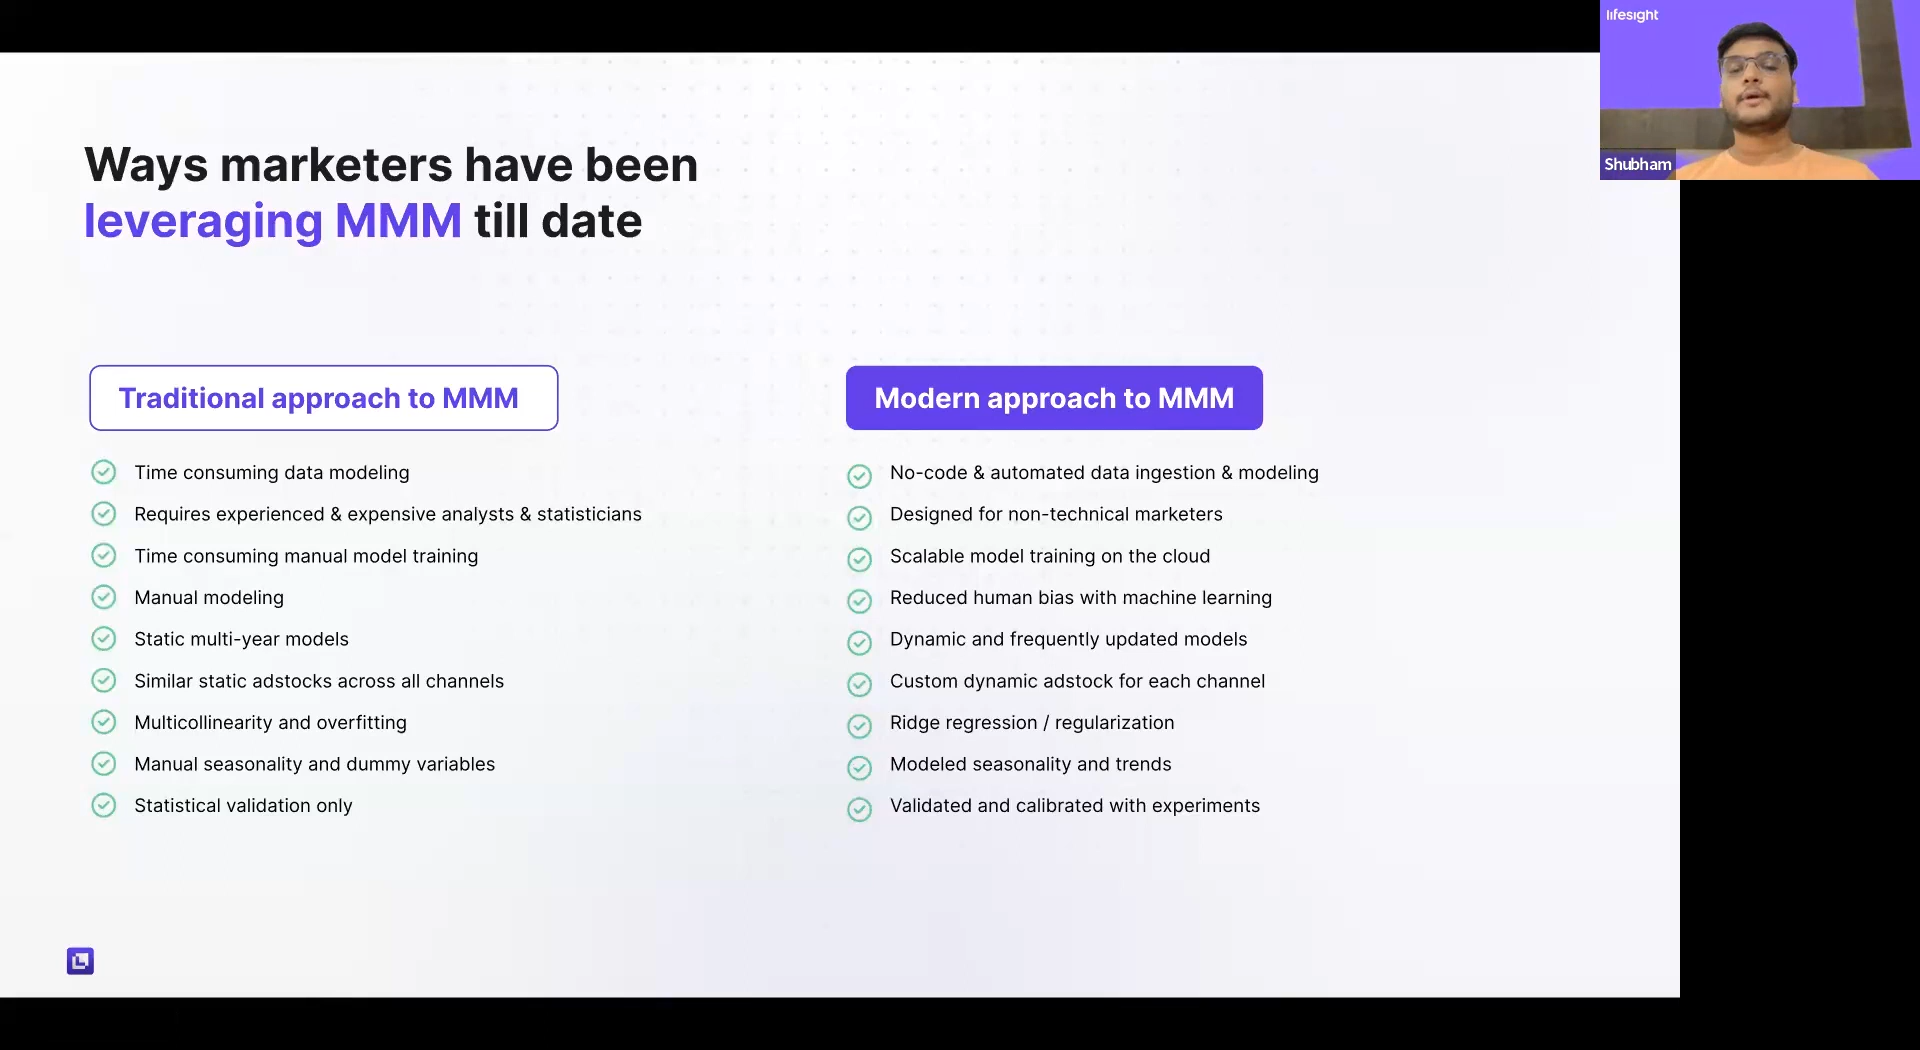 lifesight
Shubham
Ways marketers have been
leveraging MMM till date
Traditional approach to MMM
Time consuming data modeling
Requires experienced & expensive analysts & statisticians
Time consuming manual model training
Manual modeling
Static multi-year models
Similar static adstocks across all channels
Multicollinearity and overfitting
Manual seasonality and dummy variables
Statistical validation only
Modern approach to MMM
No-code & automated data ingestion & modeling
Designed for non-technical marketers
Scalable model training on the cloud
Reduced human bias with machine learning
Dynamic and frequently updated models
Custom dynamic adstock for each channel
Ridge regression / regularization
Modeled seasonality and trends
Validated and calibrated with experiments